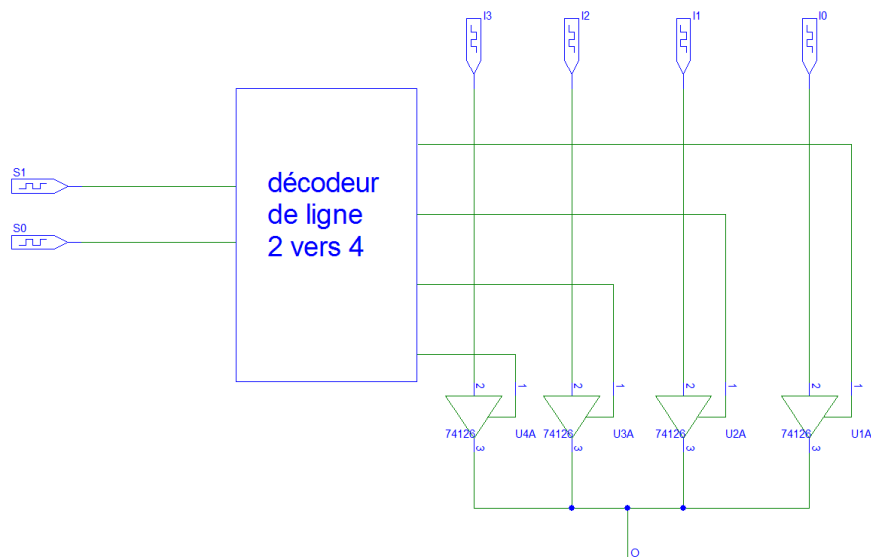 I3 I2 I1 I0
S1
S0
décodeur
de ligne
2 vers 4
2 1 2 1 2 1 2 1
74126 U4A 74126 U3A 74126 U2A 74126 U1A
3 3 3 3
O